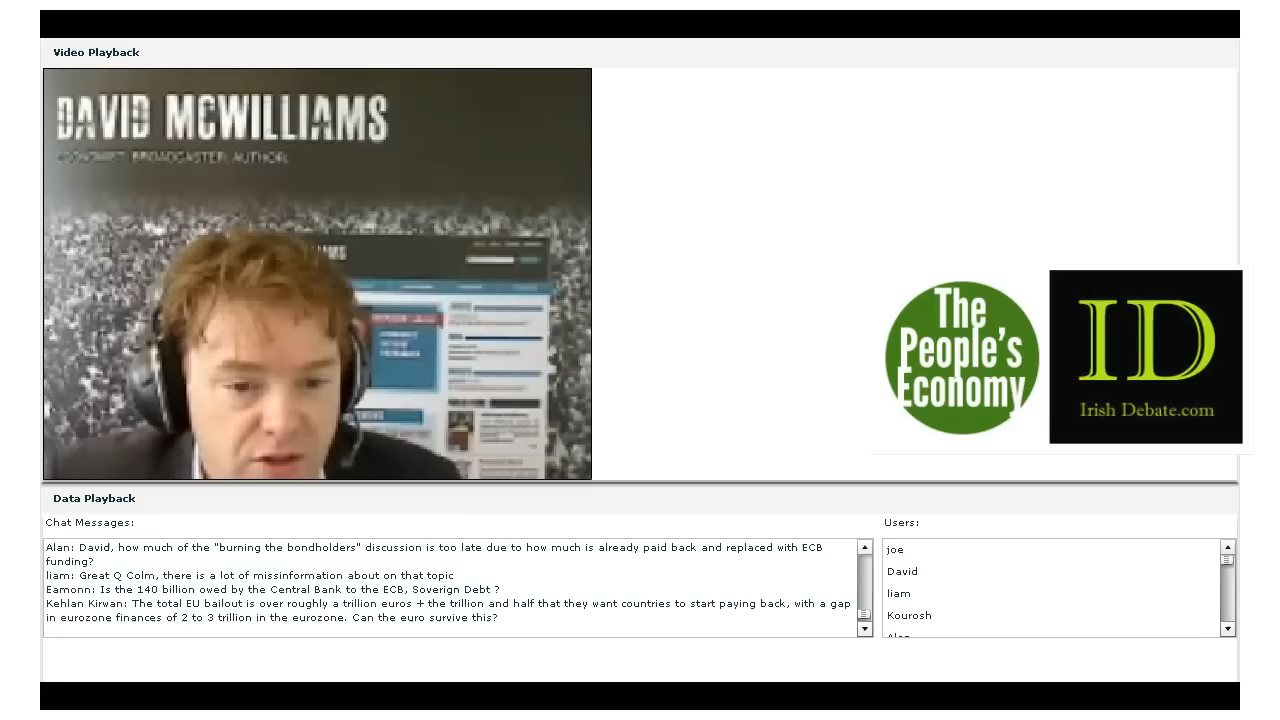 Video Playback
DAVID MCWILLIAMS
ECONOMIST. BROADCASTER. AUTHOR.
The
People's
Economy
ID
Irish Debate.com
Data Playback
Chat Messages:
Users:
Alan: David, how much of the "burning the bondholders" discussion is too late due to how much is already paid back and replaced with ECB
funding?
liam: Great Q Colm, there is a lot of missinformation about on that topic
Eamonn: Is the 140 billion owed by the Central Bank to the ECB, Soverign Debt ?
Kehlan Kirwan: The total EU bailout is over roughly a trillion euros + the trillion and half that they want countries to start paying back, with a gap
in eurozone finances of 2 to 3 trillion in the eurozone. Can the euro survive this?
joe
David
liam
Kourosh
Alan